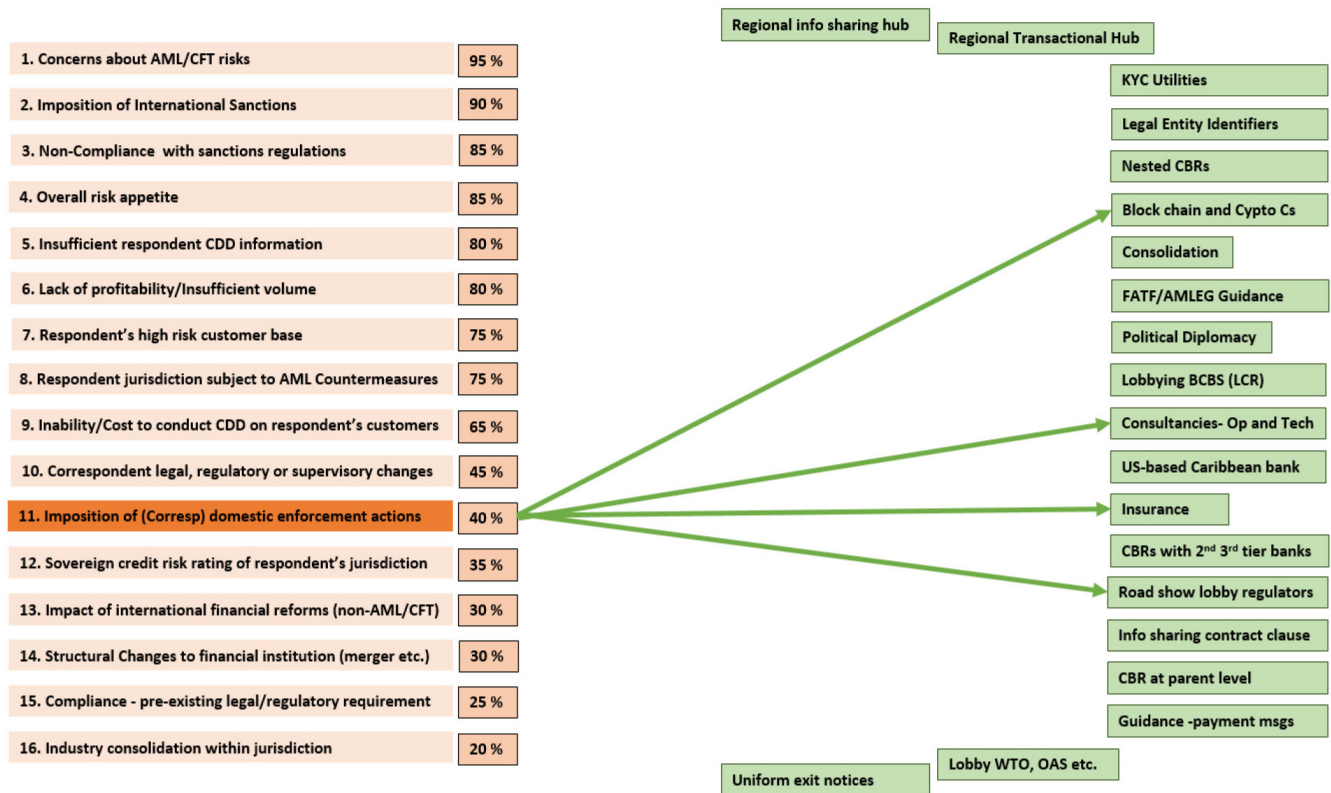 Regional info sharing hub
Regional Transactional Hub
1. Concerns about AML/CFT risks 95 %
2. Imposition of International Sanctions 90 %
3. Non-Compliance with sanctions regulations 85 %
4. Overall risk appetite 85 %
5. Insufficient respondent CDD information 80 %
6. Lack of profitability/Insufficient volume 80 %
7. Respondent's high risk customer base 75 %
8. Respondent jurisdiction subject to AML Countermeasures 75 %
9. Inability/Cost to conduct CDD on respondent's customers 65 %
10. Correspondent legal, regulatory or supervisory changes 45 %
11. Imposition of (Corresp) domestic enforcement actions 40 %
12. Sovereign credit risk rating of respondent's jurisdiction 35 %
13. Impact of international financial reforms (non-AML/CFT) 30 %
14. Structural Changes to financial institution (merger etc.) 30 %
15. Compliance - pre-existing legal/regulatory requirement 25 %
16. Industry consolidation within jurisdiction 20 %
KYC Utilities
Legal Entity Identifiers
Nested CBRs
Block chain and Cypto Cs
Consolidation
FATF/AMLEG Guidance
Political Diplomacy
Lobbying BCBS (LCR)
Consultancies- Op and Tech
US-based Caribbean bank
Insurance
CBRs with 2nd 3rd tier banks
Road show lobby regulators
Info sharing contract clause
CBR at parent level
Guidance -payment msgs
Lobby WTO, OAS etc.
Uniform exit notices